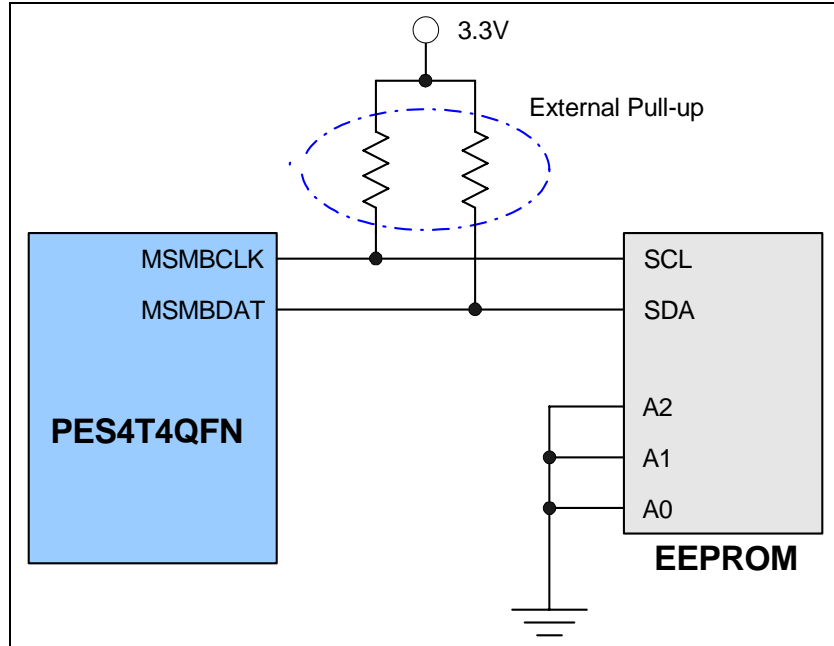 3.3V
External Pull-up
MSMBCLK
SCL
MSMBDAT
SDA
A2
PES4T4QFN
A1
A0
EEPROM